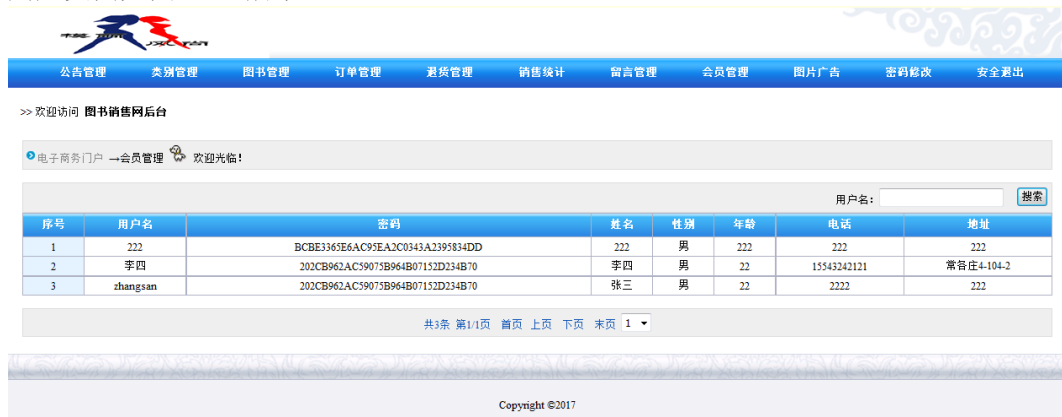 公告管理 类别管理 图书管理 订单管理 退货管理 销售统计 留言管理 会员管理 图片广告 密码修改 安全退出
>> 欢迎访问 图书销售网后台
电子商务门户 →会员管理 欢迎光临!
用户名: 搜索
序号 用户名 密码 姓名 性别 年龄 电话 地址
1 222 BCBE3365E6AC95EA2C0343A2395834DD 222 男 222 222 222
2 李四 202CB962AC59075B964B07152D234B70 李四 男 22 15543242121 常各庄4-104-2
3 zhangsan 202CB962AC59075B964B07152D234B70 张三 男 22 2222 222
共3条 第1/1页 首页 上页 下页 末页 1
Copyright ©2017